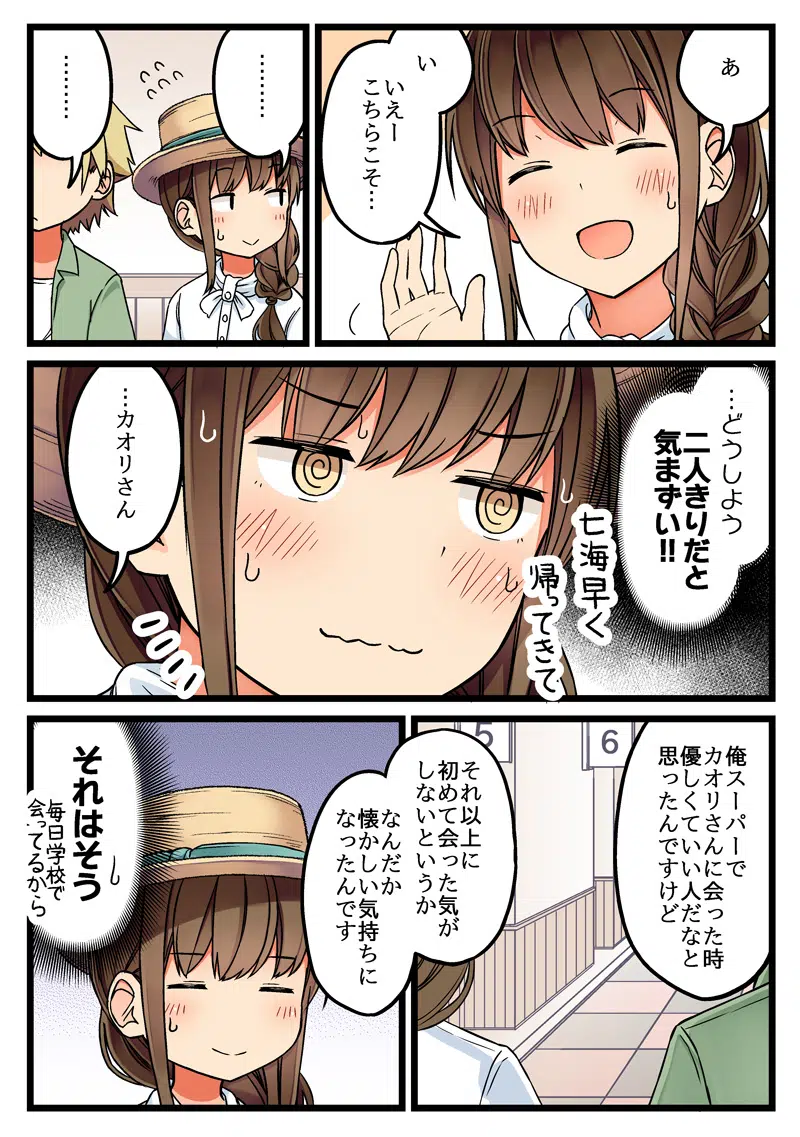 あ
い
いえー
こちらこそ…
………
………
…どうしよう
二人きりだと
気まずい!!
七海早く
帰ってきて
…カオリさん
6
5
俺スーパーで
カオリさんに会った時
優しくていい人だなと
思ったんですけど
それ以上に
初めて会った気が
しないというか
なんだか
懐かしい気持ちに
なったんです
それはそう
毎日学校で
会ってるから